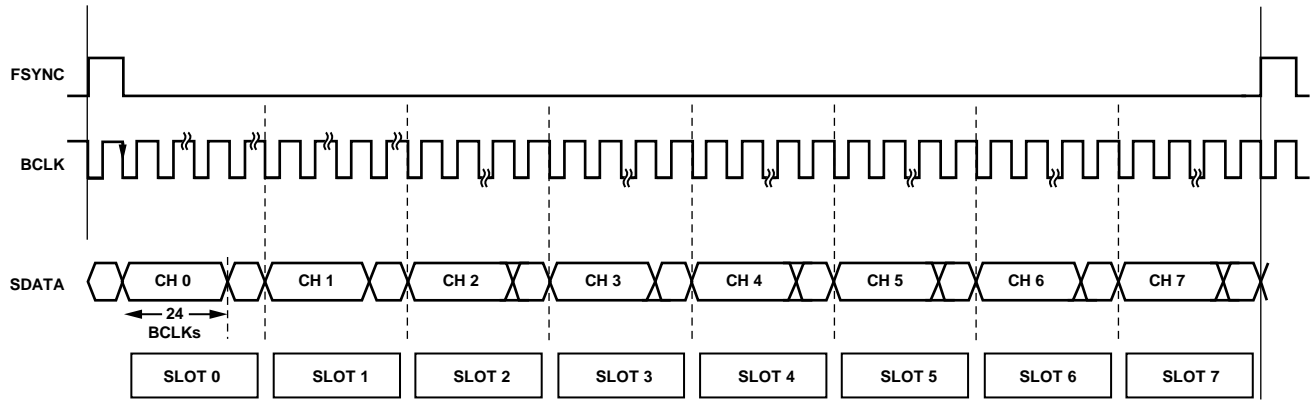 FSYNC
BCLK
SDATA
CH 0
CH 1
CH 2
CH 3
CH 4
CH 5
CH 6
CH 7
24
BCLKs
SLOT 0
SLOT 1
SLOT 2
SLOT 3
SLOT 4
SLOT 5
SLOT 6
SLOT 7